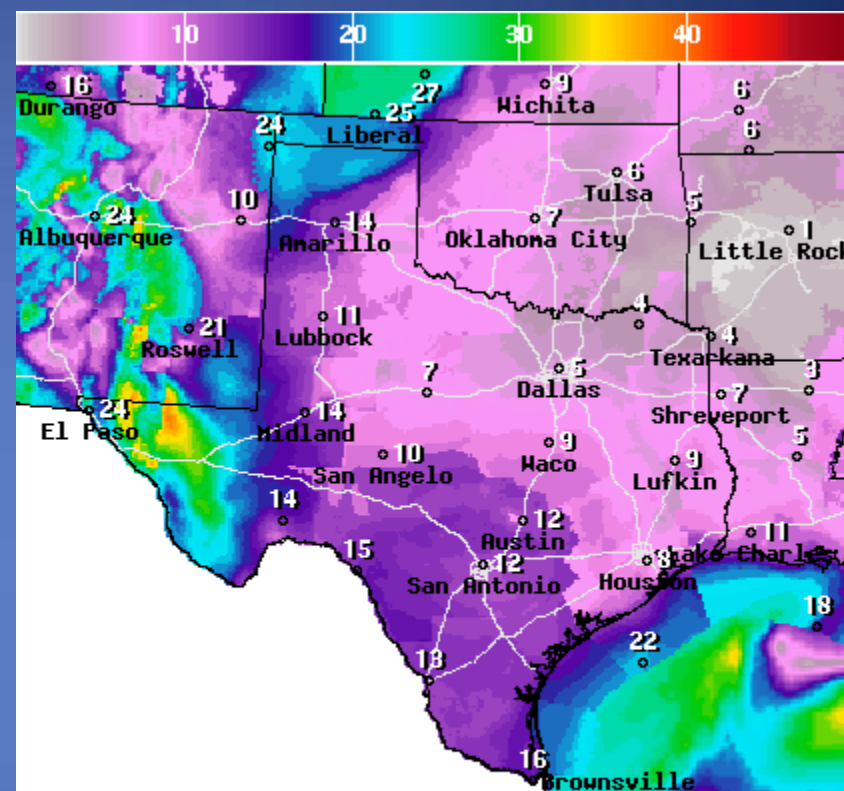 10 20 30 40
16 Durango
27
9 Wichita
6
25 Liberal
24
6
6 Tulsa
24 Albuquerque
10
14 Amarillo
7 Oklahoma City
5
1 Little Rock
21 Roswell
11 Lubbock
4
4 Texarkana
5 Dallas
7
7 Shreveport
3
24 El Paso
14 Midland
10 San Angelo
9 Waco
9 Lufkin
5
14
12 Austin
11 Lake Charles
15
12 San Antonio
8 Houston
18
22
13
16 Brownsville